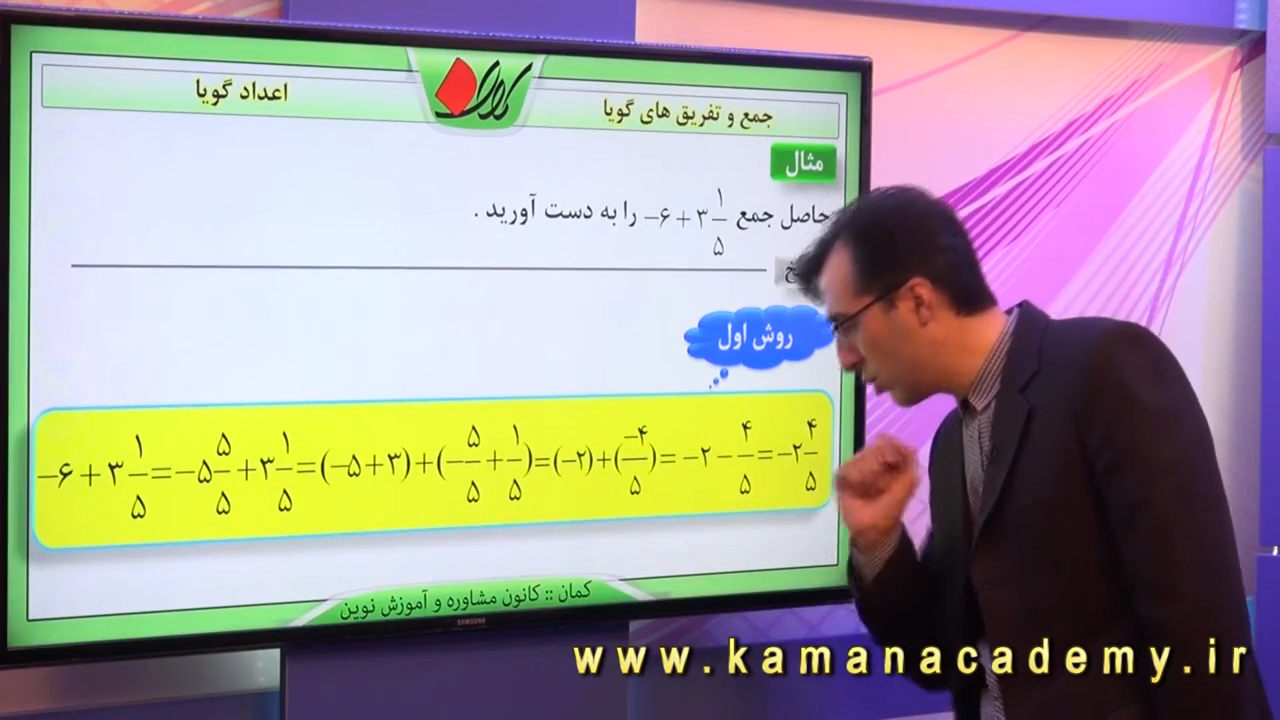 جمع و تفریق های گویا
اعداد گویا
مثال
حاصل جمع −۶ + ۳ ۱/۵ را به دست آورید .
روش اول
−۶ + ۳ ۱/۵ = −۵ ۵/۵ + ۳ ۱/۵ = (−۵ + ۳) + (−۵/۵ + ۱/۵) = (−۲) + (−۴/۵) = −۲ − ۴/۵ = −۲ ۴/۵
کمان :: کانون مشاوره و آموزش نوین
SAMSUNG
www.kamanacademy.ir